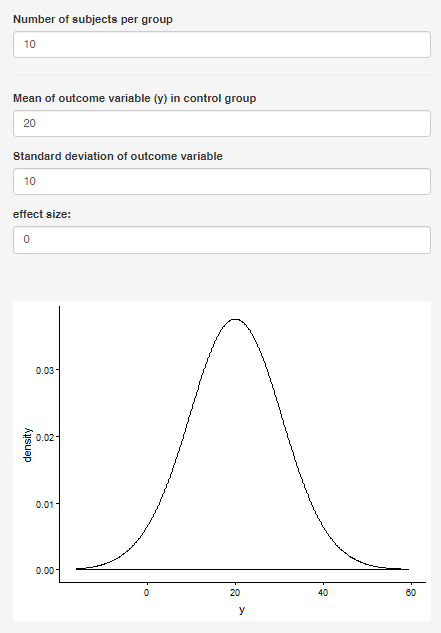 Number of subjects per group
10
Mean of outcome variable (y) in control group
20
Standard deviation of outcome variable
10
effect size:
0
0.03
0.02
density
0.01
0.00
0 20 40 60
y